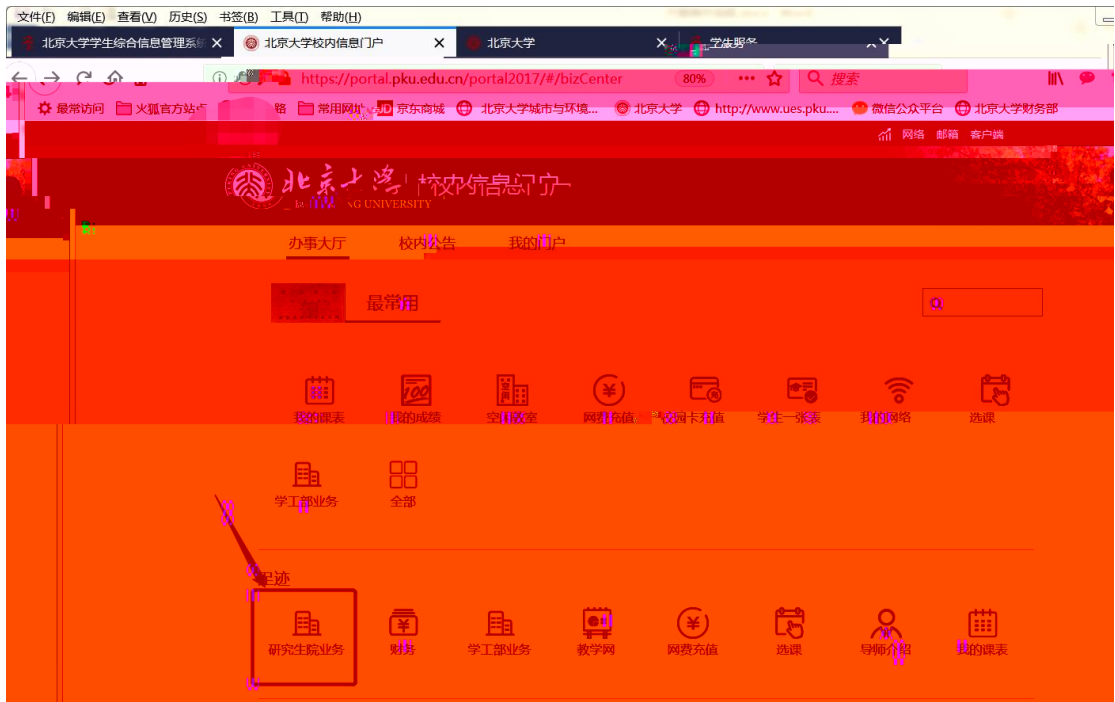 文件(F) 编辑(E) 查看(V) 历史(S) 书签(B) 工具(T) 帮助(H)
北京大学学生综合信息管理系统 北京大学校内信息门户 北京大学
https://portal.pku.edu.cn/portal2017/#/bizCenter 80% 搜索
最常访问 火狐官方站点 常用网址 京东商城 北京大学城市与环境... 北京大学 http://www.ues.pku.... 微信公众平台 北京大学财务部
网络 邮箱 客户端
北京大学 校内信息门户
UNIVERSITY
办事大厅 校内公告 我的门户
最常用
我的课表 我的成绩 空闲教室 网费充值 校园卡充值 学生一张表 我的网络 选课
学工部业务 全部
足迹
研究生院业务 财务 学工部业务 教学网 网费充值 选课 导师介绍 我的课表